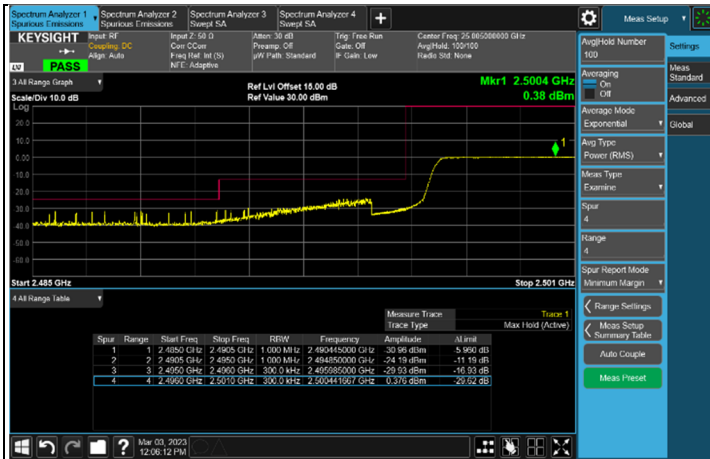 Spectrum Analyzer 1
Spurious Emissions
Spectrum Analyzer 2
Spurious Emissions
Spectrum Analyzer 3
Swept SA
Spectrum Analyzer 4
Swept SA
+
Meas Setup
KEYSIGHT
LXI
PASS
Input: RF
Coupling: DC
Align: Auto
Input Z: 50 Ω
Corr CCorr
Freq Ref: Int (S)
NFE: Adaptive
Atten: 30 dB
Preamp: Off
µW Path: Standard
Trig: Free Run
Gate: Off
IF Gain: Low
Center Freq: 25.005000000 GHz
Avg|Hold: 100/100
Radio Std: None
3 All Range Graph
Scale/Div 10.0 dB
Ref Lvl Offset 15.00 dB
Ref Value 30.00 dBm
Mkr1 2.5004 GHz
0.38 dBm
Log
20.0
10.0
0.00
-10.0
-20.0
-30.0
-40.0
-50.0
-60.0
1
Start 2.485 GHz
Stop 2.501 GHz
4 All Range Table
Measure Trace Trace 1
Trace Type Max Hold (Active)
Spur Range Start Freq Stop Freq RBW Frequency Amplitude ΔLimit
1 1 2.4850 GHz 2.4905 GHz 1.000 MHz 2.490445000 GHz -30.96 dBm -5.960 dB
2 2 2.4905 GHz 2.4950 GHz 1.000 MHz 2.494850000 GHz -24.19 dBm -11.19 dB
3 3 2.4950 GHz 2.4960 GHz 300.0 kHz 2.495985000 GHz -29.93 dBm -16.93 dB
4 4 2.4960 GHz 2.5010 GHz 300.0 kHz 2.500441667 GHz 0.376 dBm -29.62 dB
Avg|Hold Number
100
Averaging
On
Off
Average Mode
Exponential
Avg Type
Power (RMS)
Meas Type
Examine
Spur
4
Range
4
Spur Report Mode
Minimum Margin
Range Settings
Meas Setup
Summary Table
Auto Couple
Meas Preset
Settings
Meas
Standard
Advanced
Global
?
Mar 03, 2023
12:06:12 PM